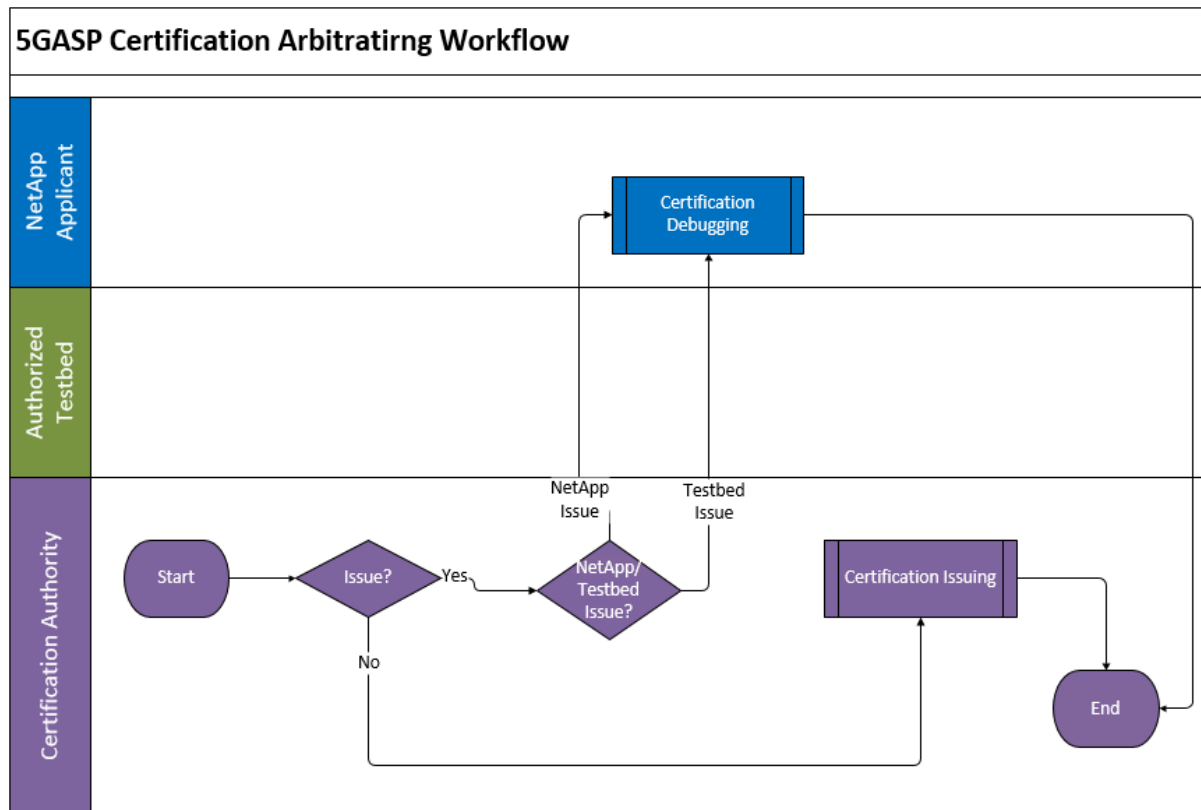 5GASP Certification Arbitratirng Workflow
NetApp
Applicant
Certification
Debugging
Authorized
Testbed
Certification Authority
NetApp
Issue
Testbed
Issue
Start
Issue?
Yes
NetApp/
Testbed
Issue?
Certification Issuing
No
End